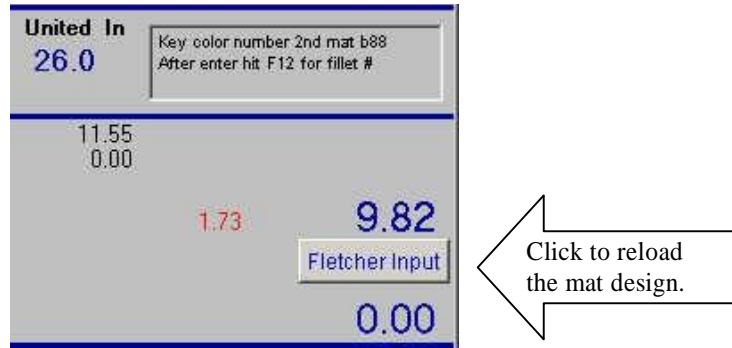 United In
26.0
Key color number 2nd mat b88
After enter hit F12 for fillet #
11.55
0.00
1.73
9.82
Fletcher Input
0.00
Click to reload
the mat design.